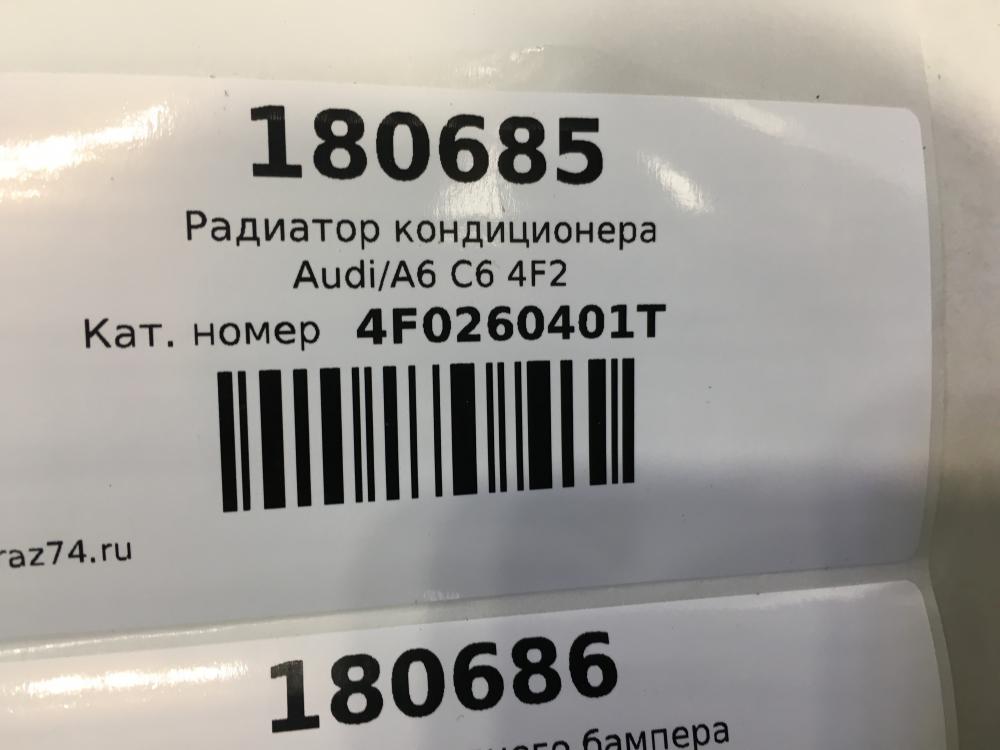 180685
Радиатор кондиционера
Audi/A6 C6 4F2
Кат. номер 4F0260401T
raz74.ru
180686
бампера